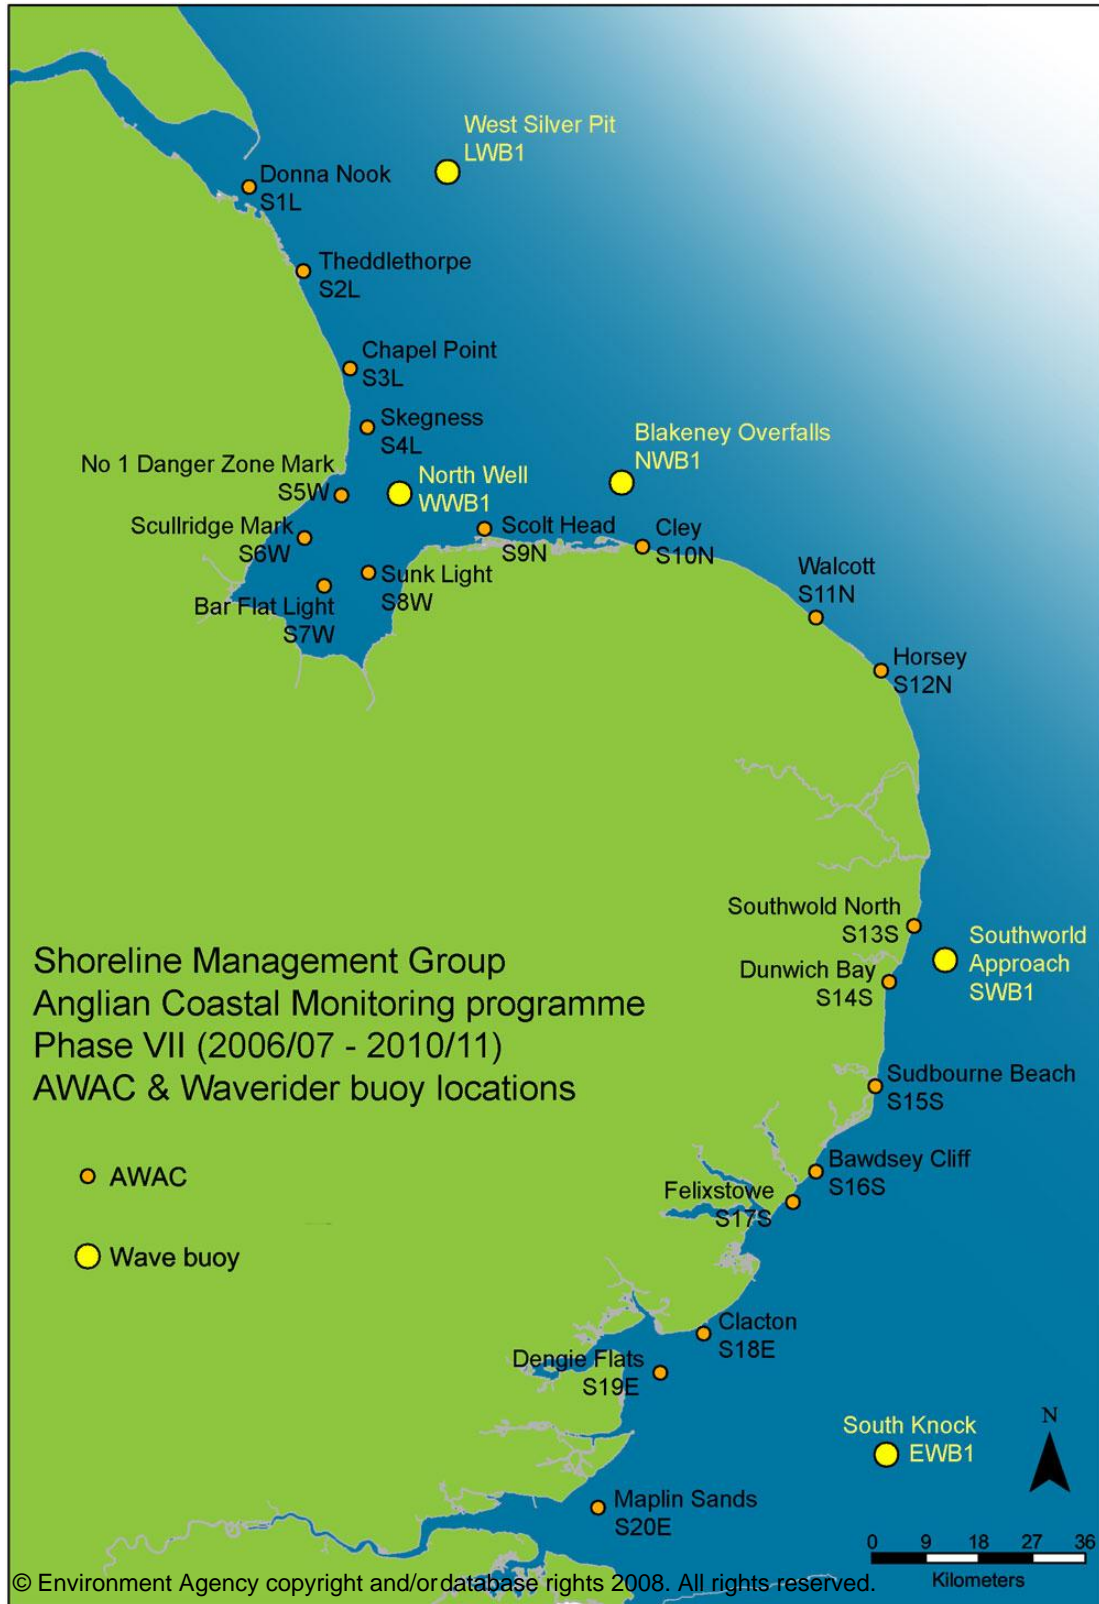 West Silver Pit
LWB1
Donna Nook
S1L
Theddlethorpe
S2L
Chapel Point
S3L
Skegness
S4L
Blakeney Overfalls
NWB1
No 1 Danger Zone Mark
S5W
North Well
WWB1
Scullridge Mark
S6W
Scolt Head
S9N
Cley
S10N
Walcott
S11N
Sunk Light
S8W
Bar Flat Light
S7W
Horsey
S12N
Southwold North
S13S
Southworld
Approach
SWB1
Dunwich Bay
S14S
Shoreline Management Group
Anglian Coastal Monitoring programme
Phase VII (2006/07 - 2010/11)
AWAC & Waverider buoy locations
Sudbourne Beach
S15S
Bawdsey Cliff
S16S
AWAC
Felixstowe
S17S
Wave buoy
Clacton
S18E
Dengie Flats
S19E
South Knock
EWB1
N
Maplin Sands
S20E
0 9 18 27 36
Kilometers
© Environment Agency copyright and/ordatabase rights 2008. All rights reserved.